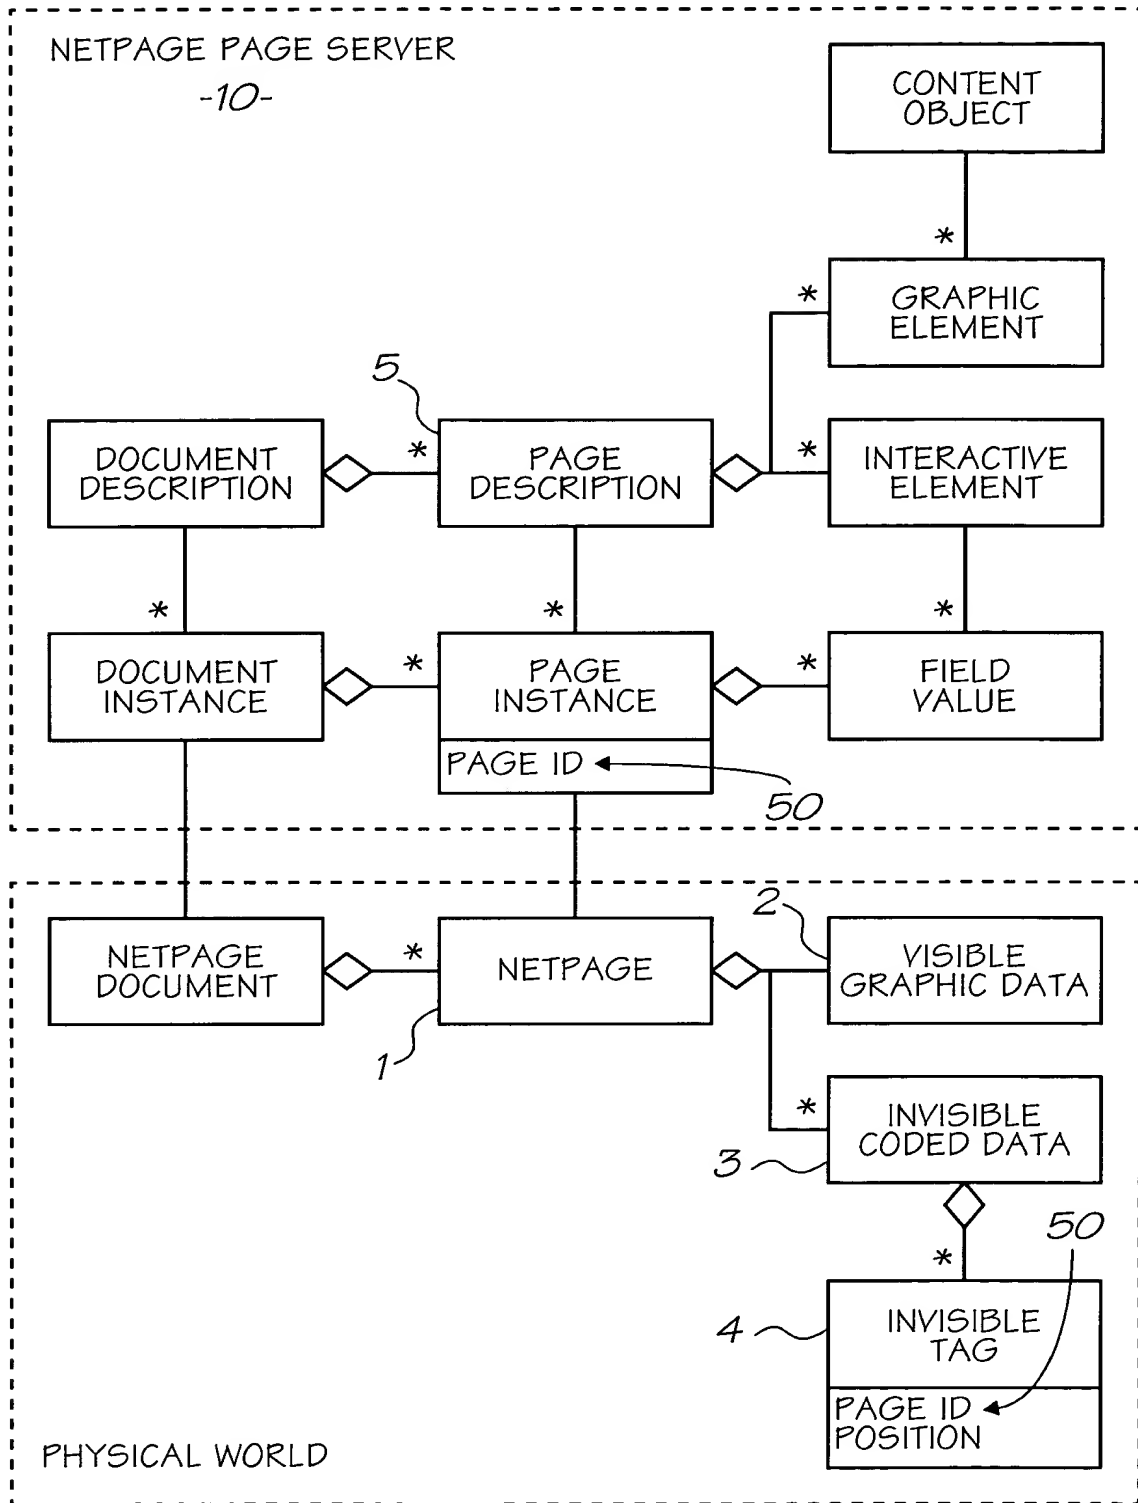 NETPAGE PAGE SERVER
-10-
CONTENT
OBJECT
*
*
GRAPHIC
ELEMENT
5
DOCUMENT
DESCRIPTION
*
PAGE
DESCRIPTION
*
INTERACTIVE
ELEMENT
*
*
*
DOCUMENT
INSTANCE
*
PAGE
INSTANCE
*
FIELD
VALUE
PAGE ID
50
2
NETPAGE
DOCUMENT
*
NETPAGE
VISIBLE
GRAPHIC DATA
1
*
INVISIBLE
CODED DATA
3
50
*
4
INVISIBLE
TAG
PAGE ID
POSITION
PHYSICAL WORLD